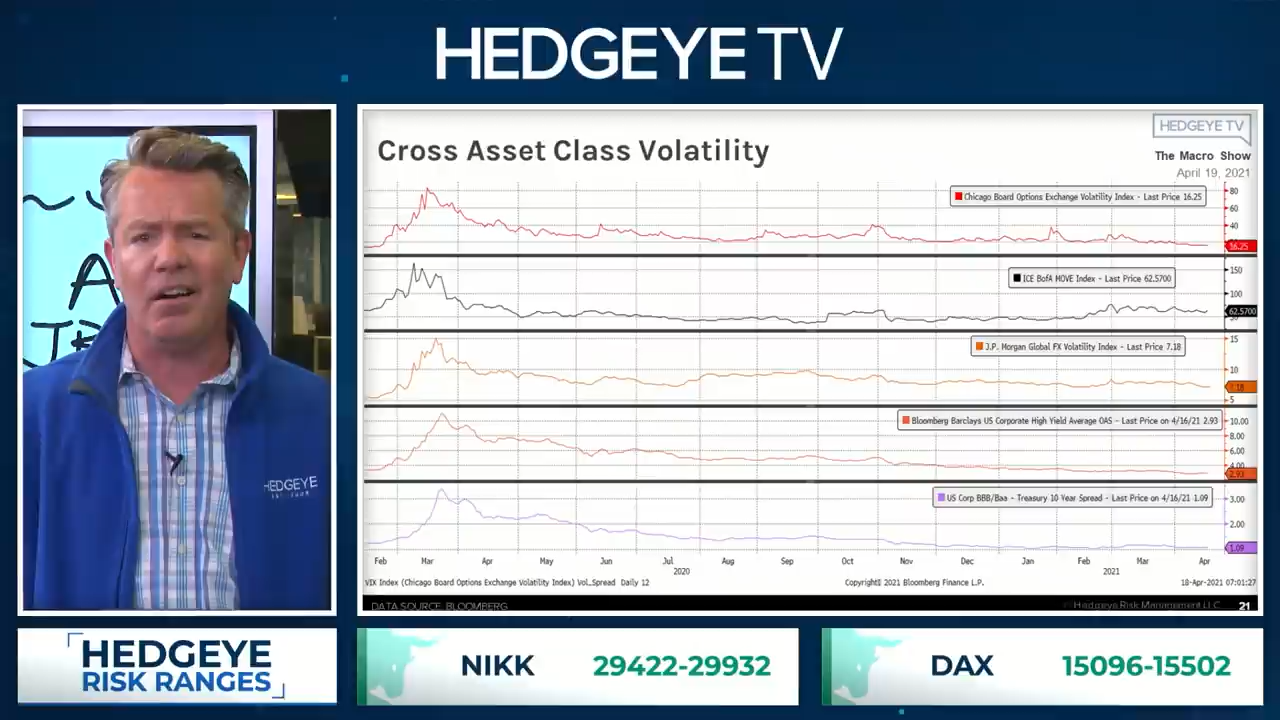 HEDGEYE TV
HEDGEYE TV
Cross Asset Class Volatility
The Macro Show
April 19, 2021
Chicago Board Options Exchange Volatility Index - Last Price 16.25
80
60
40
16.25
ICE BofA MOVE Index - Last Price 62.5700
150
100
62.5700
J.P. Morgan Global FX Volatility Index - Last Price 7.18
15
10
7.18
5
Bloomberg Barclays US Corporate High Yield Average OAS - Last Price on 4/16/21 2.93
10.00
8.00
6.00
4.00
2.93
US Corp BBB/Baa - Treasury 10 Year Spread - Last Price on 4/16/21 1.09
3.00
2.00
1.09
Feb Mar Apr May Jun Jul Aug Sep Oct Nov Dec Jan Feb Mar Apr
2020 2021
VIX Index (Chicago Board Options Exchange Volatility Index) Vol_Spread Daily 12 Copyright© 2021 Bloomberg Finance L.P. 18-Apr-2021 07:01:27
DATA SOURCE: BLOOMBERG Hedgeye Risk Management LLC 21
A
HEDGEYE
HEDGEYE
RISK RANGES
NIKK 29422-29932
DAX 15096-15502